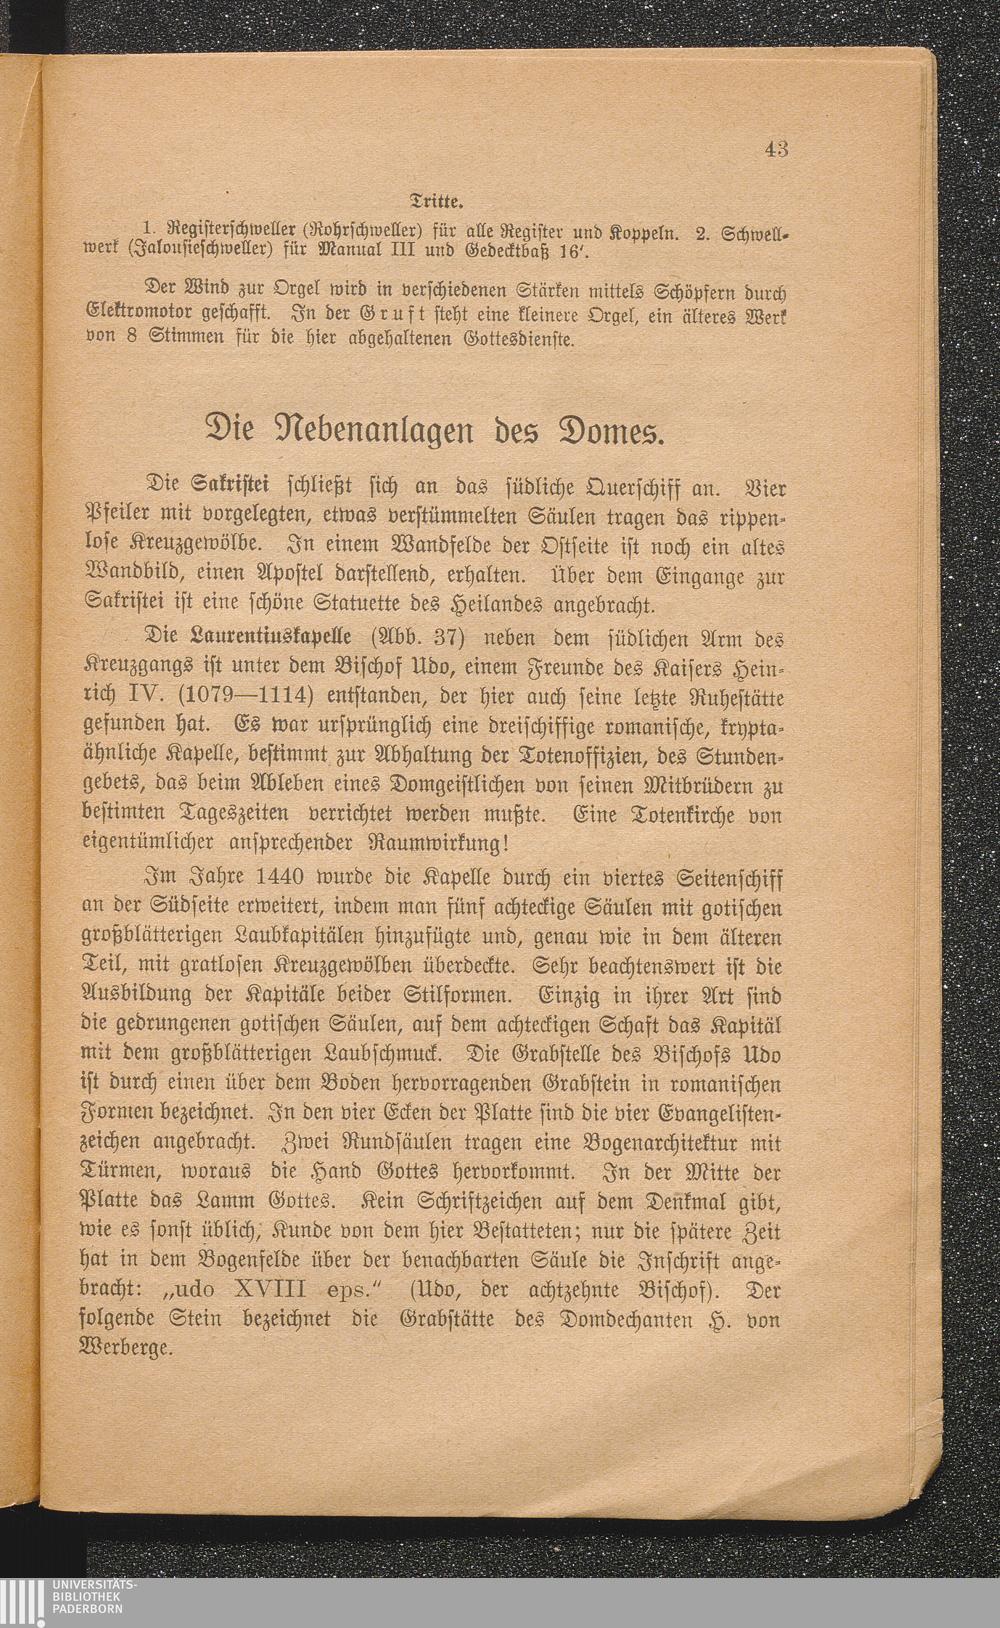 43
Tritte.
1. Registerschweller (Rohrschweller) für alle Register und Koppeln. 2. Schwell-
werk (Jalousieschweller) für Manual III und Gedecktbaß 16'.
Der Wind zur Orgel wird in verschiedenen Stärken mittels Schöpfern durch
Elektromotor geschafft. In der Gruft steht eine kleinere Orgel, ein älteres Werk
von 8 Stimmen für die hier abgehaltenen Gottesdienste.
Die Nebenanlagen des Domes.
Die Sakristei schließt sich an das südliche Querschiff an. Vier
Pfeiler mit vorgelegten, etwas verstümmelten Säulen tragen das rippen-
lose Kreuzgewölbe. In einem Wandfelde der Ostseite ist noch ein altes
Wandbild, einen Apostel darstellend, erhalten. Über dem Eingange zur
Sakristei ist eine schöne Statuette des Heilandes angebracht.
Die Laurentiuskapelle (Abb. 37) neben dem südlichen Arm des
Kreuzgangs ist unter dem Bischof Udo, einem Freunde des Kaisers Hein-
rich IV. (1079—1114) entstanden, der hier auch seine letzte Ruhestätte
gefunden hat. Es war ursprünglich eine dreischiffige romanische, krypta-
ähnliche Kapelle, bestimmt zur Abhaltung der Totenoffizien, des Stunden-
gebets, das beim Ableben eines Domgeistlichen von seinen Mitbrüdern zu
bestimten Tageszeiten verrichtet werden mußte. Eine Totenkirche von
eigentümlicher ansprechender Raumwirkung!
Im Jahre 1440 wurde die Kapelle durch ein viertes Seitenschiff
an der Südseite erweitert, indem man fünf achteckige Säulen mit gotischen
großblätterigen Laubkapitälen hinzufügte und, genau wie in dem älteren
Teil, mit gratlosen Kreuzgewölben überdeckte. Sehr beachtenswert ist die
Ausbildung der Kapitäle beider Stilformen. Einzig in ihrer Art sind
die gedrungenen gotischen Säulen, auf dem achteckigen Schaft das Kapitäl
mit dem großblätterigen Laubschmuck. Die Grabstelle des Bischofs Udo
ist durch einen über dem Boden hervorragenden Grabstein in romanischen
Formen bezeichnet. In den vier Ecken der Platte sind die vier Evangelisten-
zeichen angebracht. Zwei Rundsäulen tragen eine Bogenarchitektur mit
Türmen, woraus die Hand Gottes hervorkommt. In der Mitte der
Platte das Lamm Gottes. Kein Schriftzeichen auf dem Denkmal gibt,
wie es sonst üblich, Kunde von dem hier Bestatteten; nur die spätere Zeit
hat in dem Bogenfelde über der benachbarten Säule die Inschrift ange-
bracht: „udo XVIII eps.“ (Udo, der achtzehnte Bischof). Der
folgende Stein bezeichnet die Grabstätte des Domdechanten H. von
Werberge.
UNIVERSITÄTS-
BIBLIOTHEK
PADERBORN